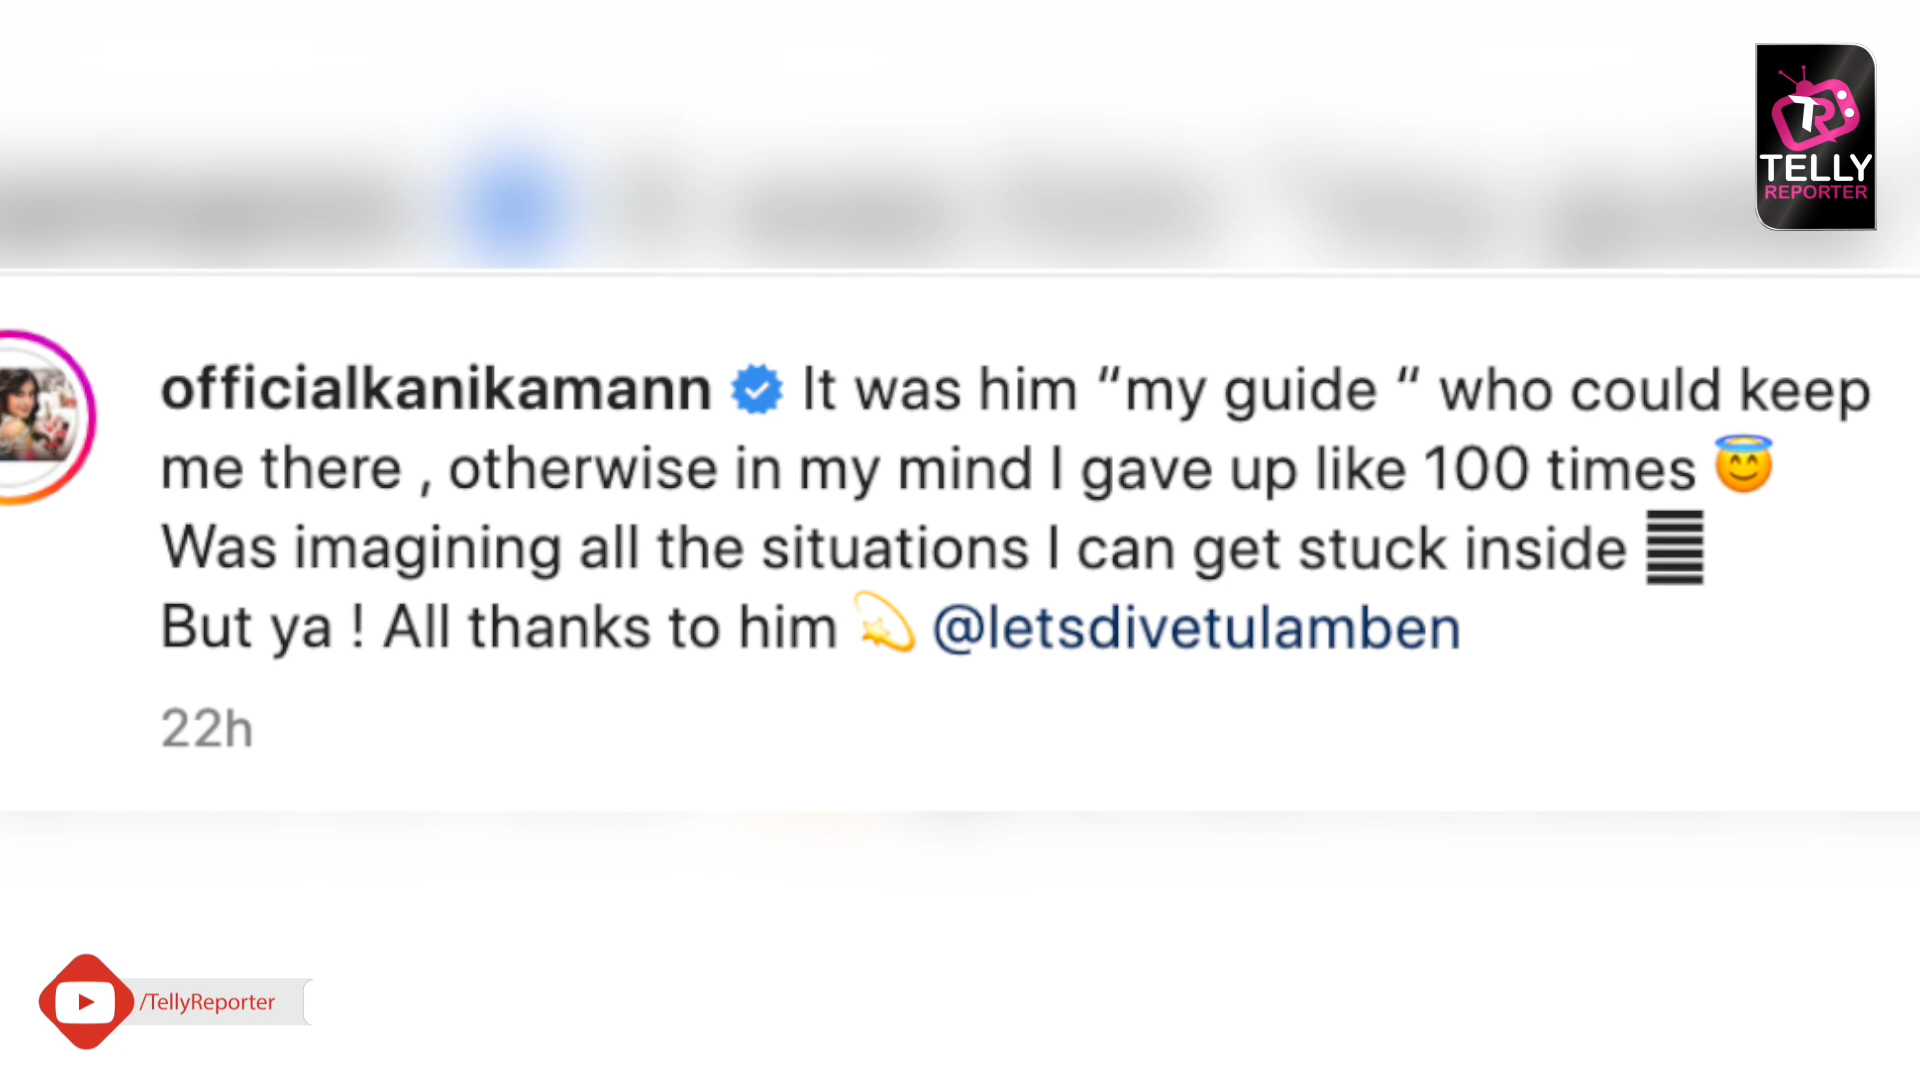 TR
TELLY
REPORTER
officialkanikamann It was him “my guide “ who could keep
me there , otherwise in my mind I gave up like 100 times 😇
Was imagining all the situations I can get stuck inside
But ya ! All thanks to him 💫 @letsdivetulamben
22h
/TellyReporter